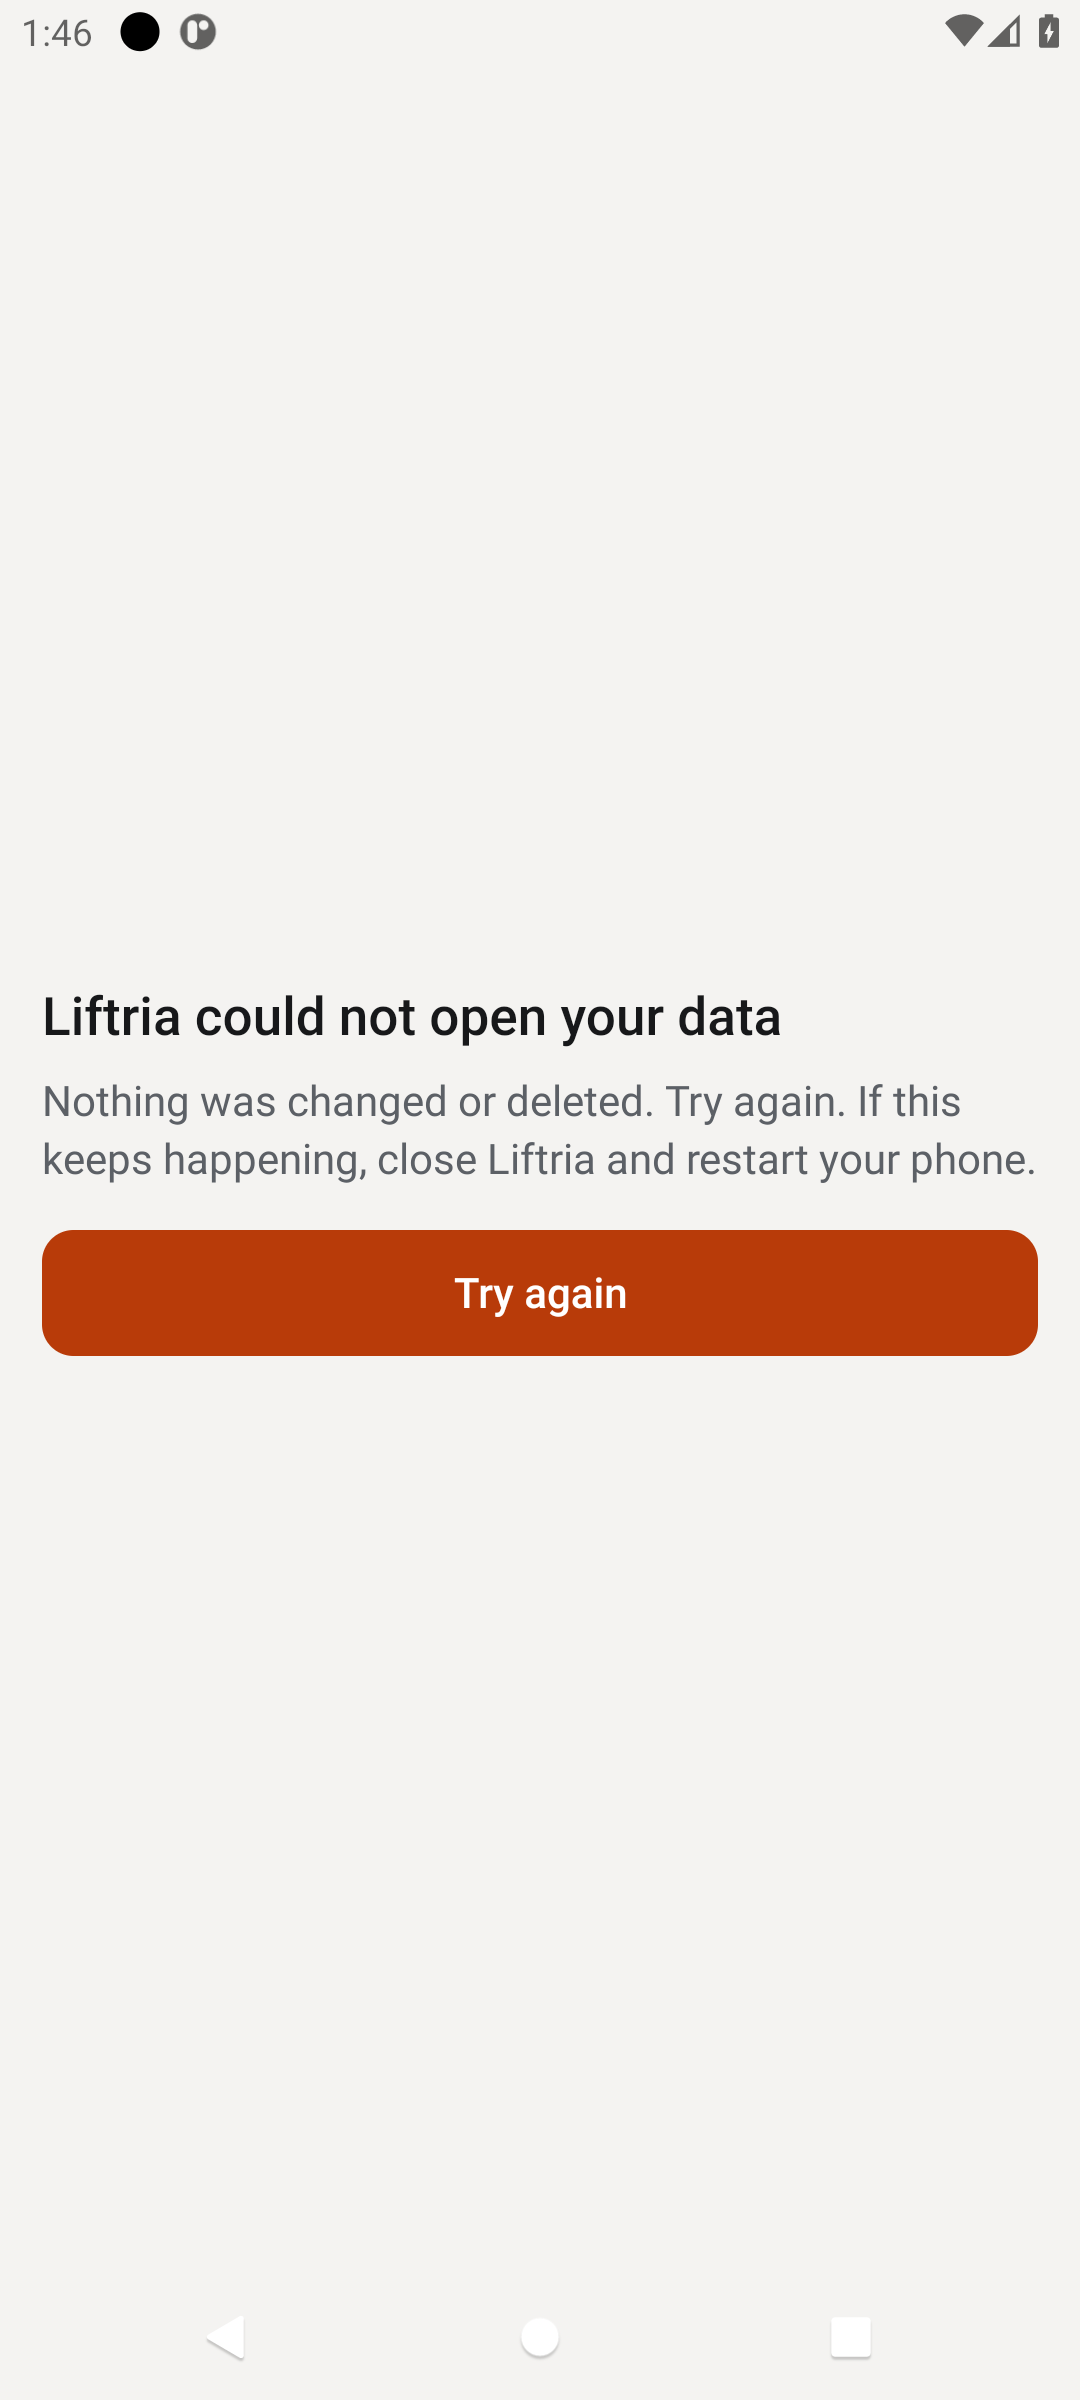 1:46
Liftria could not open your data
Nothing was changed or deleted. Try again. If this
keeps happening, close Liftria and restart your phone.
Try again